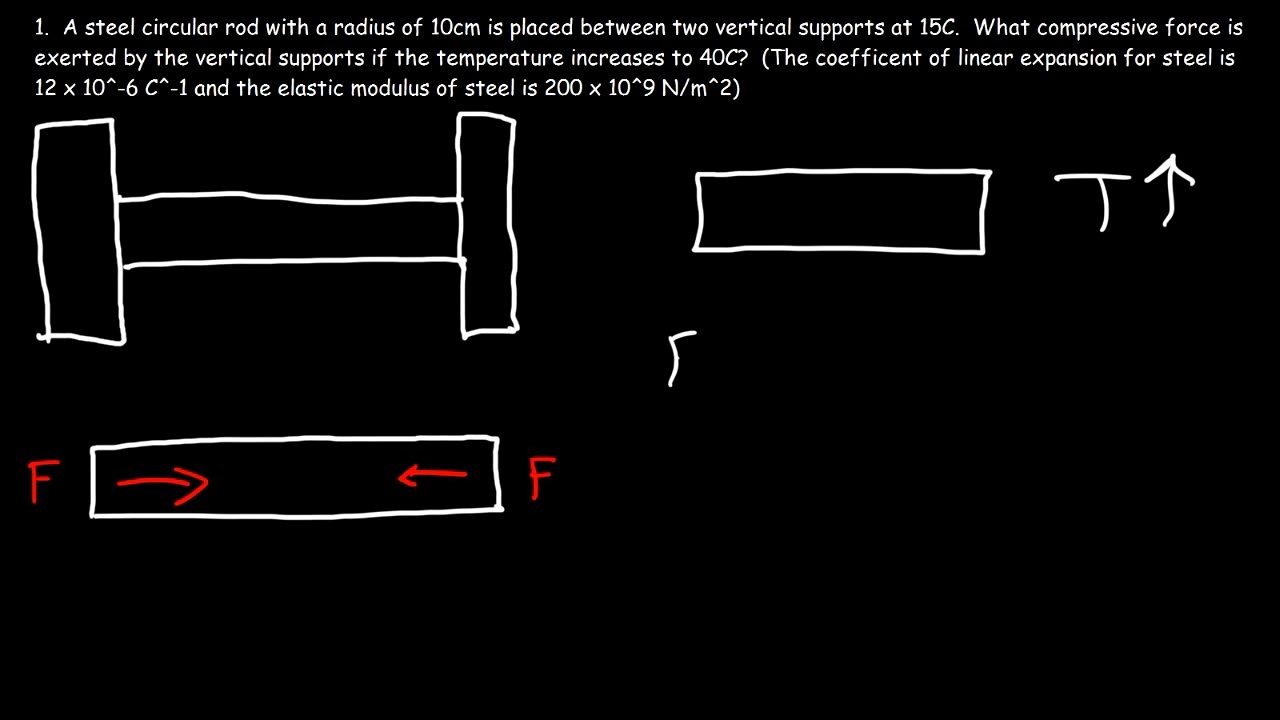 1. A steel circular rod with a radius of 10cm is placed between two vertical supports at 15C. What compressive force is
exerted by the vertical supports if the temperature increases to 40C? (The coefficent of linear expansion for steel is
12 x 10^-6 C^-1 and the elastic modulus of steel is 200 x 10^9 N/m^2)
T↑
F F